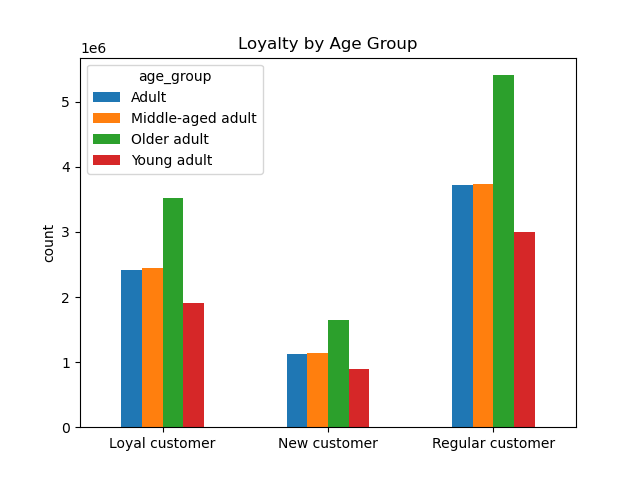 Loyalty by Age Group
1e6
age_group
Adult
Middle-aged adult
Older adult
Young adult
5
4
3
2
1
0
count
Loyal customer
New customer
Regular customer